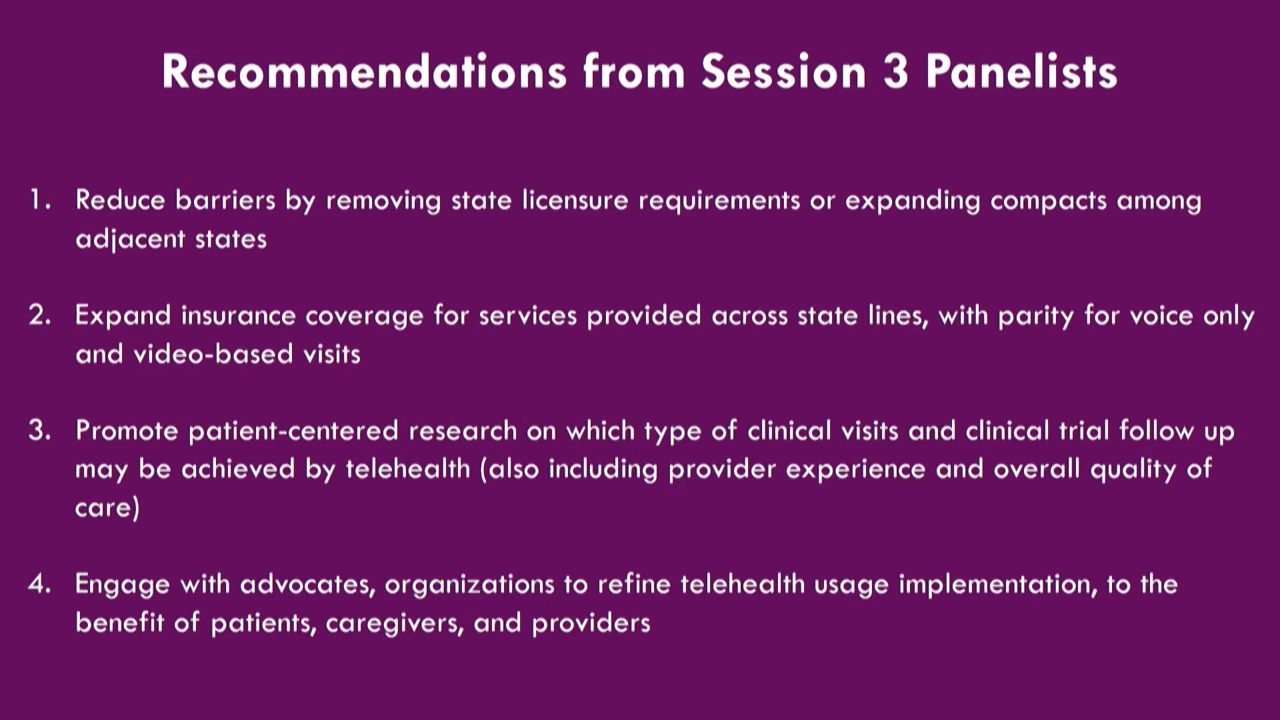 Recommendations from Session 3 Panelists
1. Reduce barriers by removing state licensure requirements or expanding compacts among
adjacent states
2. Expand insurance coverage for services provided across state lines, with parity for voice only
and video-based visits
3. Promote patient-centered research on which type of clinical visits and clinical trial follow up
may be achieved by telehealth (also including provider experience and overall quality of
care)
4. Engage with advocates, organizations to refine telehealth usage implementation, to the
benefit of patients, caregivers, and providers